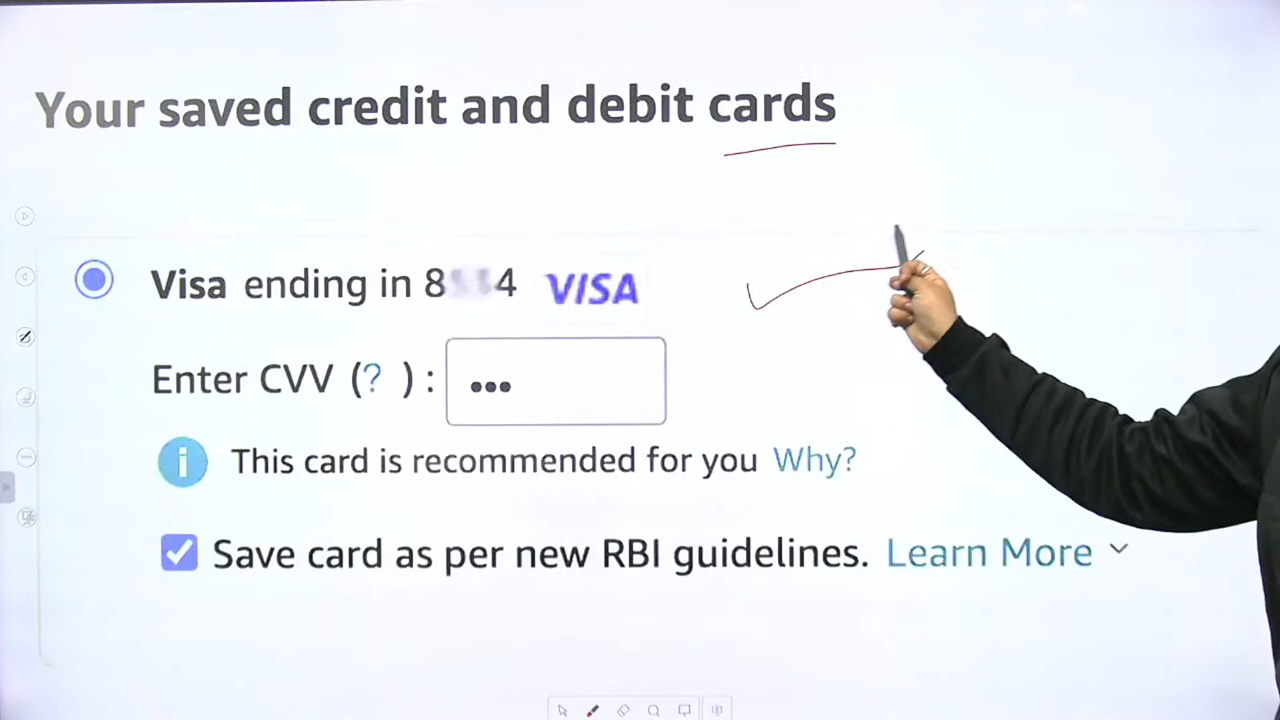 Your saved credit and debit cards
Visa ending in 8 4 VISA
Enter CVV (? ) : •••
i This card is recommended for you Why?
Save card as per new RBI guidelines. Learn More